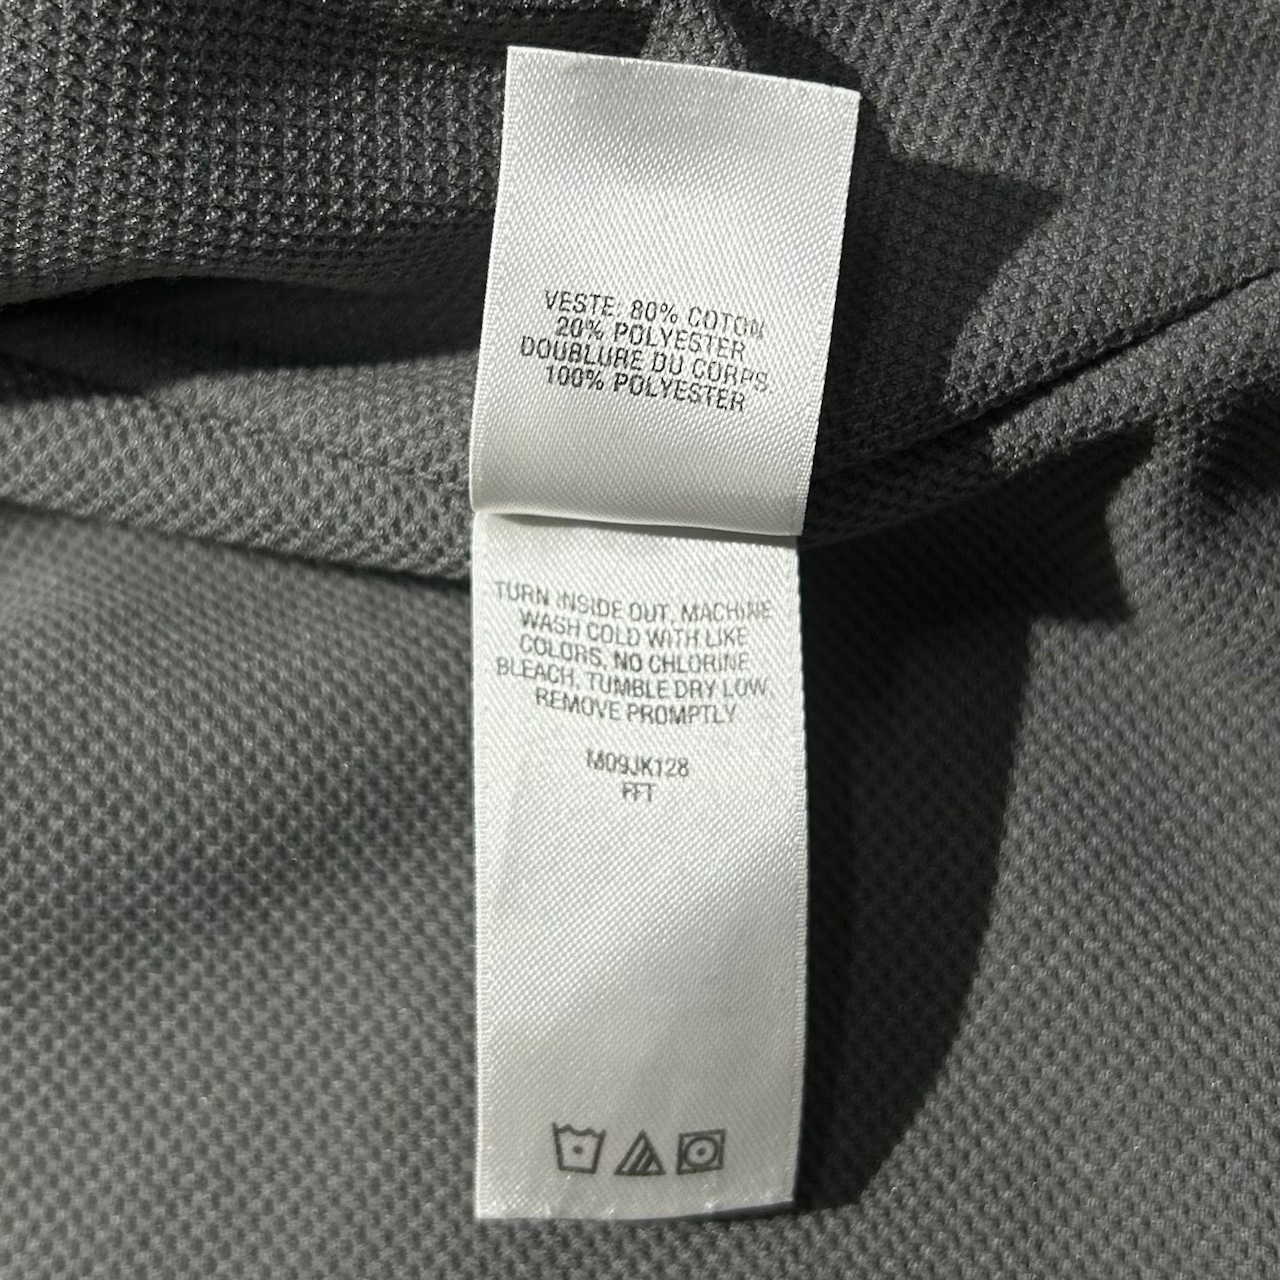 VESTE: 80% COTON
20% POLYESTER
DOUBLURE DU CORPS:
100% POLYESTER
TURN INSIDE OUT, MACHINE
WASH COLD WITH LIKE
COLORS, NO CHLORINE
BLEACH, TUMBLE DRY LOW,
REMOVE PROMPTLY
M09JK128
FFT